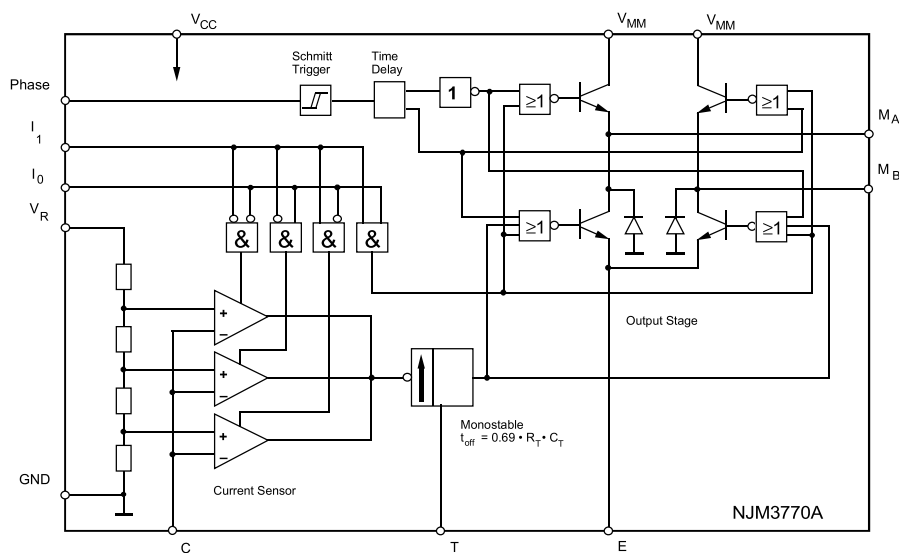 V_CC
V_MM
V_MM
Schmitt
Trigger
Time
Delay
Phase
1
≥1
≥1
M_A
I_1
I_0
M_B
V_R
&
&
&
&
≥1
≥1
+
−
Output Stage
+
−
Monostable
t_off = 0.69 • R_T • C_T
+
−
GND
Current Sensor
NJM3770A
C
T
E